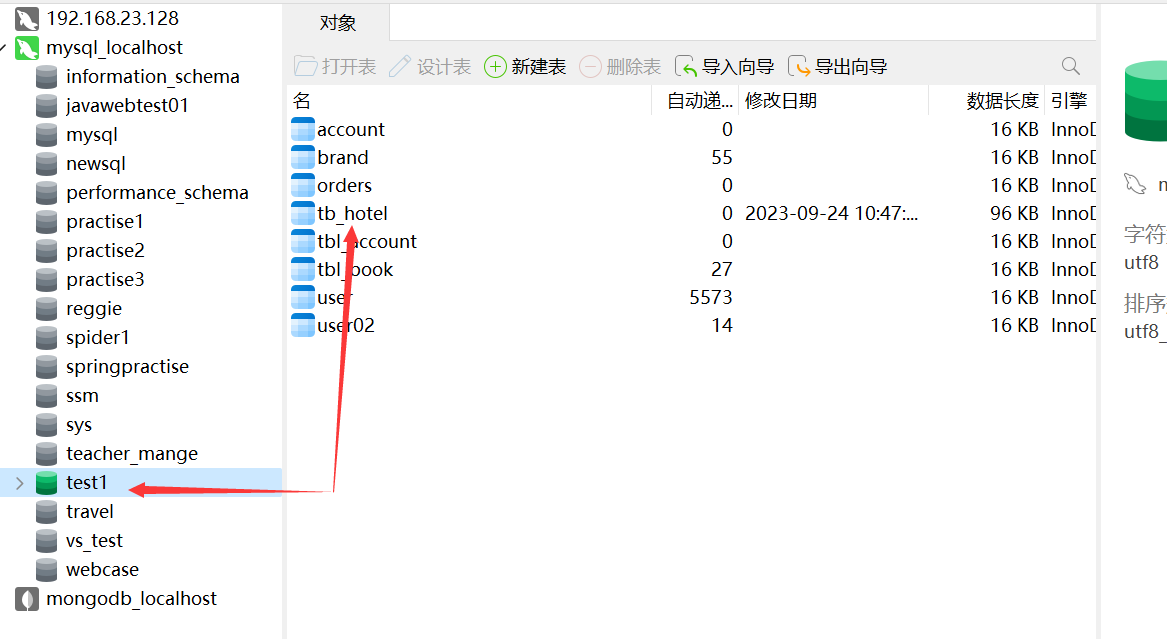 192.168.23.128
mysql_localhost
information_schema
javawebtest01
mysql
newsql
performance_schema
practise1
practise2
practise3
reggie
spider1
springpractise
ssm
sys
teacher_mange
test1
travel
vs_test
webcase
mongodb_localhost
对象
打开表 设计表 新建表 删除表 导入向导 导出向导
名 自动递... 修改日期 数据长度 引擎
account 0 16 KB InnoD
brand 55 16 KB InnoD
orders 0 16 KB InnoD
tb_hotel 0 2023-09-24 10:47:... 96 KB InnoD
tbl_account 0 16 KB InnoD
tbl_book 27 16 KB InnoD
user 5573 16 KB InnoD
user02 14 16 KB InnoD
字符
utf8
排序
utf8_